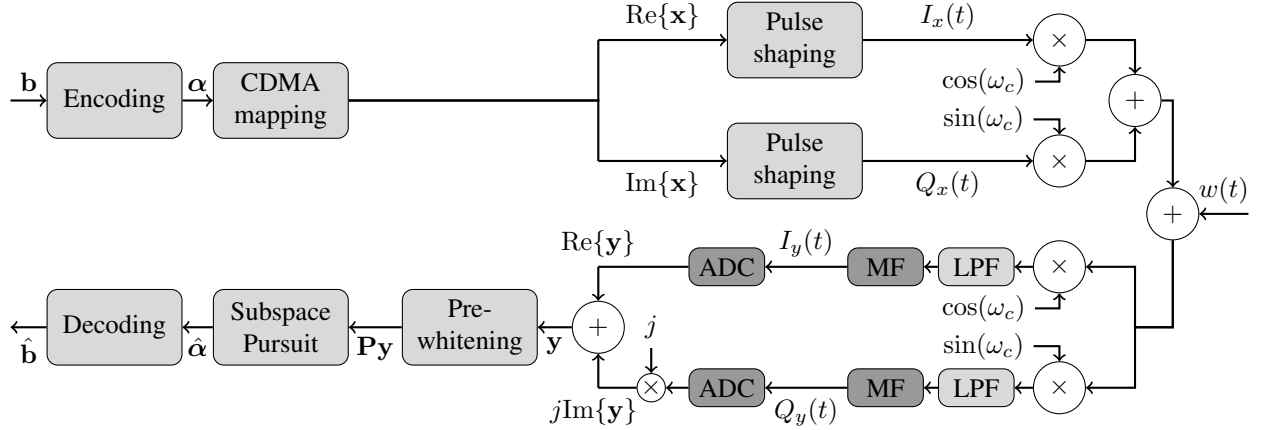 Re{x}
Pulse shaping
I_x(t)
×
b
Encoding
α
CDMA mapping
cos(ω_c)
+
sin(ω_c)
Im{x}
Pulse shaping
Q_x(t)
×
w(t)
+
Re{y}
ADC
I_y(t)
MF
LPF
×
cos(ω_c)
b̂
Decoding
α̂
Subspace Pursuit
Py
Pre-whitening
y
+
j
sin(ω_c)
×
jIm{y}
ADC
Q_y(t)
MF
LPF
×